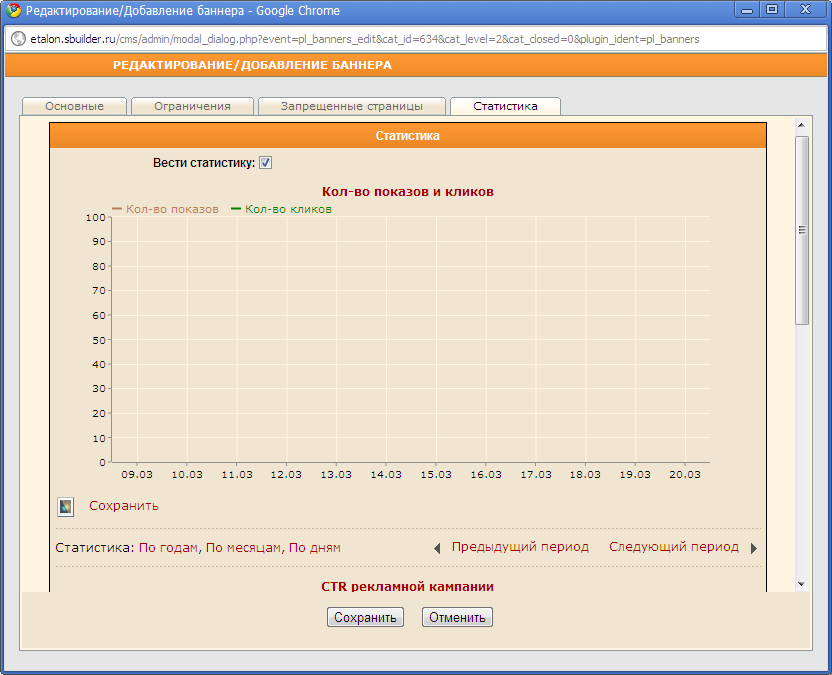 Редактирование/Добавление баннера - Google Chrome
etalon.sbuilder.ru/cms/admin/modal_dialog.php?event=pl_banners_edit&cat_id=634&cat_level=2&cat_closed=0&plugin_ident=pl_banners
РЕДАКТИРОВАНИЕ/ДОБАВЛЕНИЕ БАННЕРА
Основные Ограничения Запрещенные страницы Статистика
Статистика
Вести статистику:
Кол-во показов и кликов
Кол-во показов Кол-во кликов
100
90
80
70
60
50
40
30
20
10
0
09.03 10.03 11.03 12.03 13.03 14.03 15.03 16.03 17.03 18.03 19.03 20.03
Сохранить
Статистика: По годам, По месяцам, По дням Предыдущий период Следующий период
CTR рекламной кампании
Сохранить Отменить